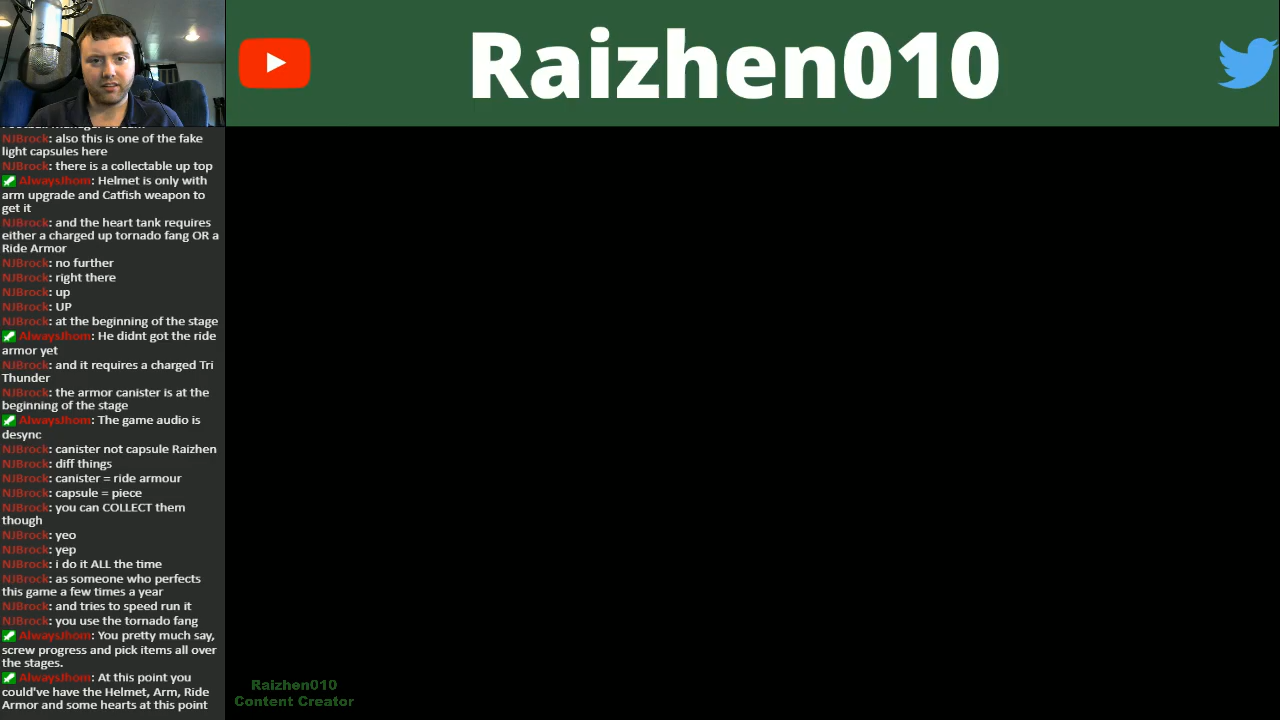 Raizhen010
NJBrock: also this is one of the fake
light capsules here
NJBrock: there is a collectable up top
AlwaysJhom: Helmet is only with
arm upgrade and Catfish weapon to
get it
NJBrock: and the heart tank requires
either a charged up tornado fang OR a
Ride Armor
NJBrock: no further
NJBrock: right there
NJBrock: up
NJBrock: UP
NJBrock: at the beginning of the stage
AlwaysJhom: He didnt got the ride
armor yet
NJBrock: and it requires a charged Tri
Thunder
NJBrock: the armor canister is at the
beginning of the stage
AlwaysJhom: The game audio is
desync
NJBrock: canister not capsule Raizhen
NJBrock: diff things
NJBrock: canister = ride armour
NJBrock: capsule = piece
NJBrock: you can COLLECT them
though
NJBrock: yeo
NJBrock: yep
NJBrock: i do it ALL the time
NJBrock: as someone who perfects
this game a few times a year
NJBrock: and tries to speed run it
NJBrock: you use the tornado fang
AlwaysJhom: You pretty much say,
screw progress and pick items all over
the stages.
AlwaysJhom: At this point you
could've have the Helmet, Arm, Ride
Armor and some hearts at this point
Raizhen010
Content Creator